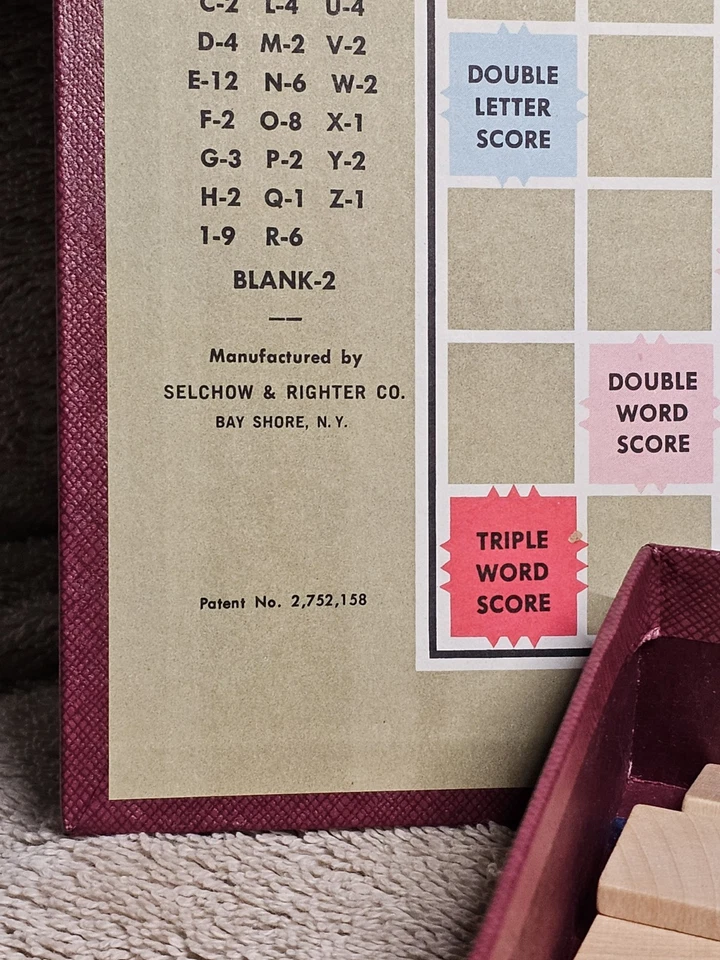 C-2 L-4 U-4
D-4 M-2 V-2
E-12 N-6 W-2
F-2 O-8 X-1
G-3 P-2 Y-2
H-2 Q-1 Z-1
1-9 R-6
BLANK-2
—
Manufactured by
SELCHOW & RIGHTER CO.
BAY SHORE, N.Y.
Patent No. 2,752,158
DOUBLE
LETTER
SCORE
DOUBLE
WORD
SCORE
TRIPLE
WORD
SCORE